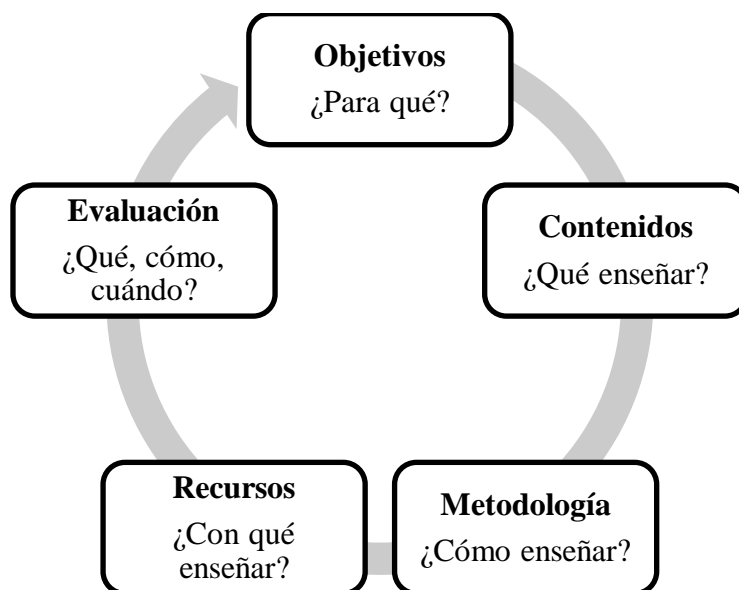 Objetivos
¿Para qué?
Contenidos
¿Qué enseñar?
Metodología
¿Cómo enseñar?
Recursos
¿Con qué
enseñar?
Evaluación
¿Qué, cómo,
cuándo?